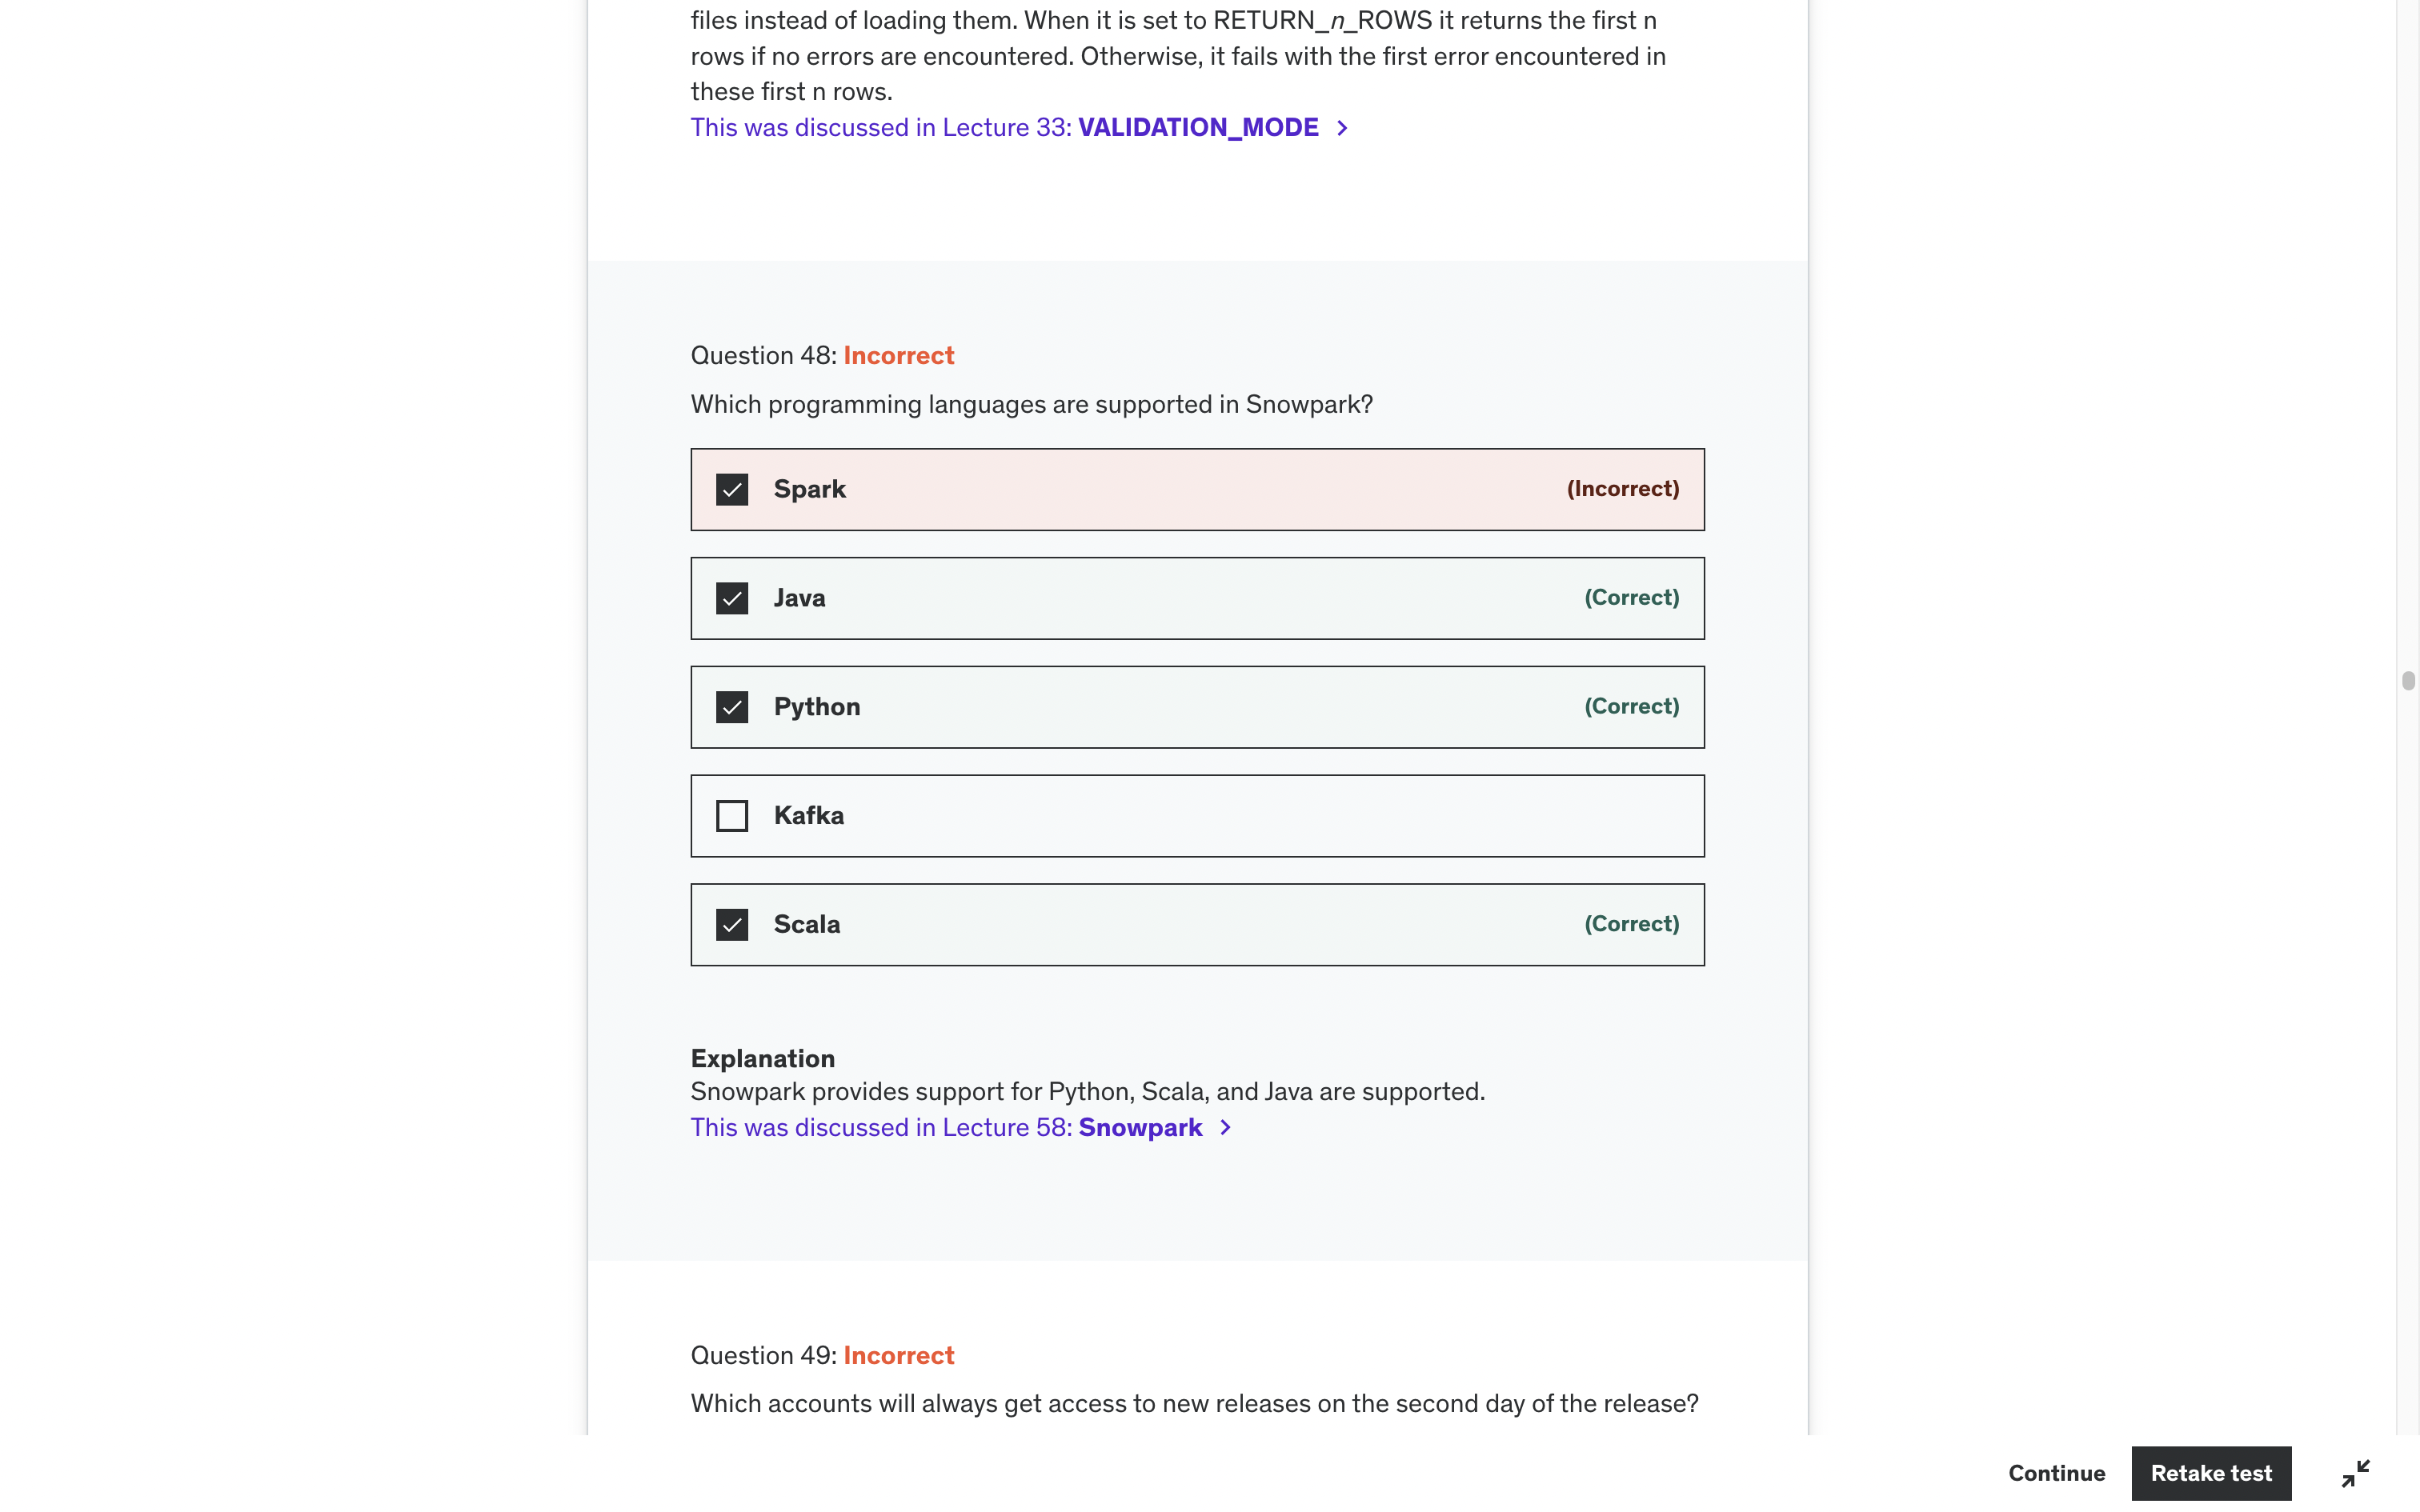 files instead of loading them. When it is set to RETURN_n_ROWS it returns the first n
rows if no errors are encountered. Otherwise, it fails with the first error encountered in
these first n rows.
This was discussed in Lecture 33: VALIDATION_MODE >
Question 48: Incorrect
Which programming languages are supported in Snowpark?
Spark (Incorrect)
Java (Correct)
Python (Correct)
Kafka
Scala (Correct)
Explanation
Snowpark provides support for Python, Scala, and Java are supported.
This was discussed in Lecture 58: Snowpark >
Question 49: Incorrect
Which accounts will always get access to new releases on the second day of the release?
Continue Retake test